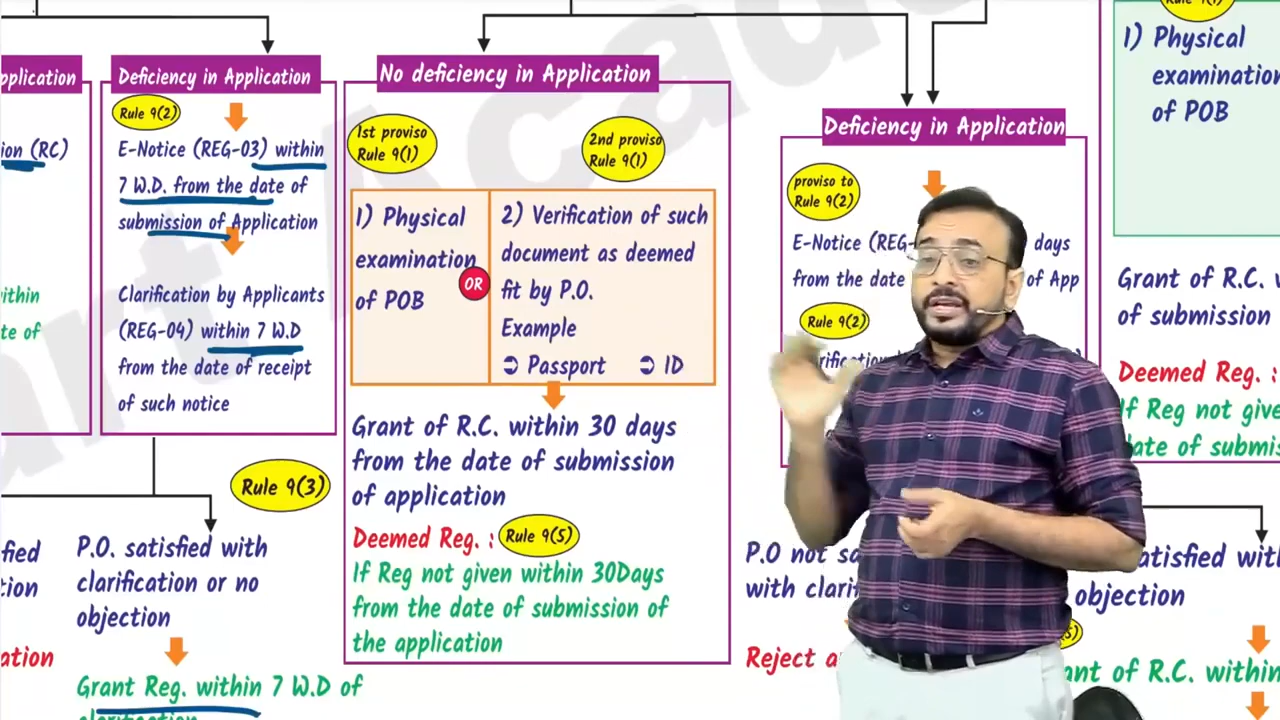 pplication
ion (RC)
ithin
te of
Deficiency in Application
Rule 9(2)
E-Notice (REG-03) within
7 W.D. from the date of
submission of Application
Clarification by Applicants
(REG-04) within 7 W.D
from the date of receipt
of such notice
Rule 9(3)
fied
tion
ation
P.O. satisfied with
clarification or no
objection
Grant Reg. within 7 W.D of
clarification
No deficiency in Application
1st proviso
Rule 9(1)
2nd proviso
Rule 9(1)
1) Physical
examination
of POB
OR
2) Verification of such
document as deemed
fit by P.O.
Example
➲ Passport ➲ ID
Grant of R.C. within 30 days
from the date of submission
of application
Deemed Reg. : Rule 9(5)
If Reg not given within 30Days
from the date of submission of
the application
Deficiency in Application
proviso to
Rule 9(2)
E-Notice (REG- days
from the date of App
Rule 9(2)
P.O not sa
with clari
Reject a
1) Physical
examination
of POB
Grant of R.C.
of submission
Deemed Reg. :
If Reg not give
date of submis
atisfied wit
objection
ant of R.C. within